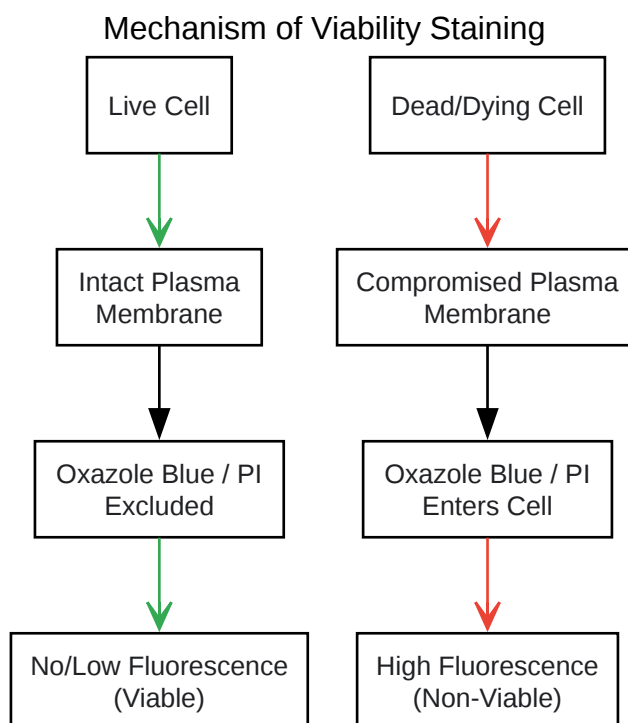 Mechanism of Viability Staining
Live Cell
Dead/Dying Cell
Intact Plasma
Membrane
Compromised Plasma
Membrane
Oxazole Blue / PI
Excluded
Oxazole Blue / PI
Enters Cell
No/Low Fluorescence
(Viable)
High Fluorescence
(Non-Viable)